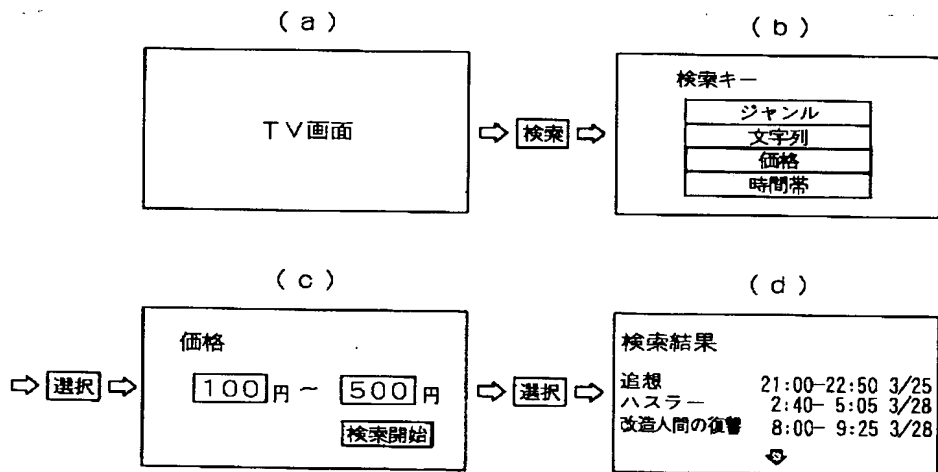 (a)
TV画面
検索
(b)
検索キー
ジャンル
文字列
価格
時間帯
選択
(c)
価格
100円 ~ 500円
検索開始
選択
(d)
検索結果
追想 21:00-22:50 3/25
ハスラー 2:40- 5:05 3/28
改造人間の復讐 8:00- 9:25 3/28